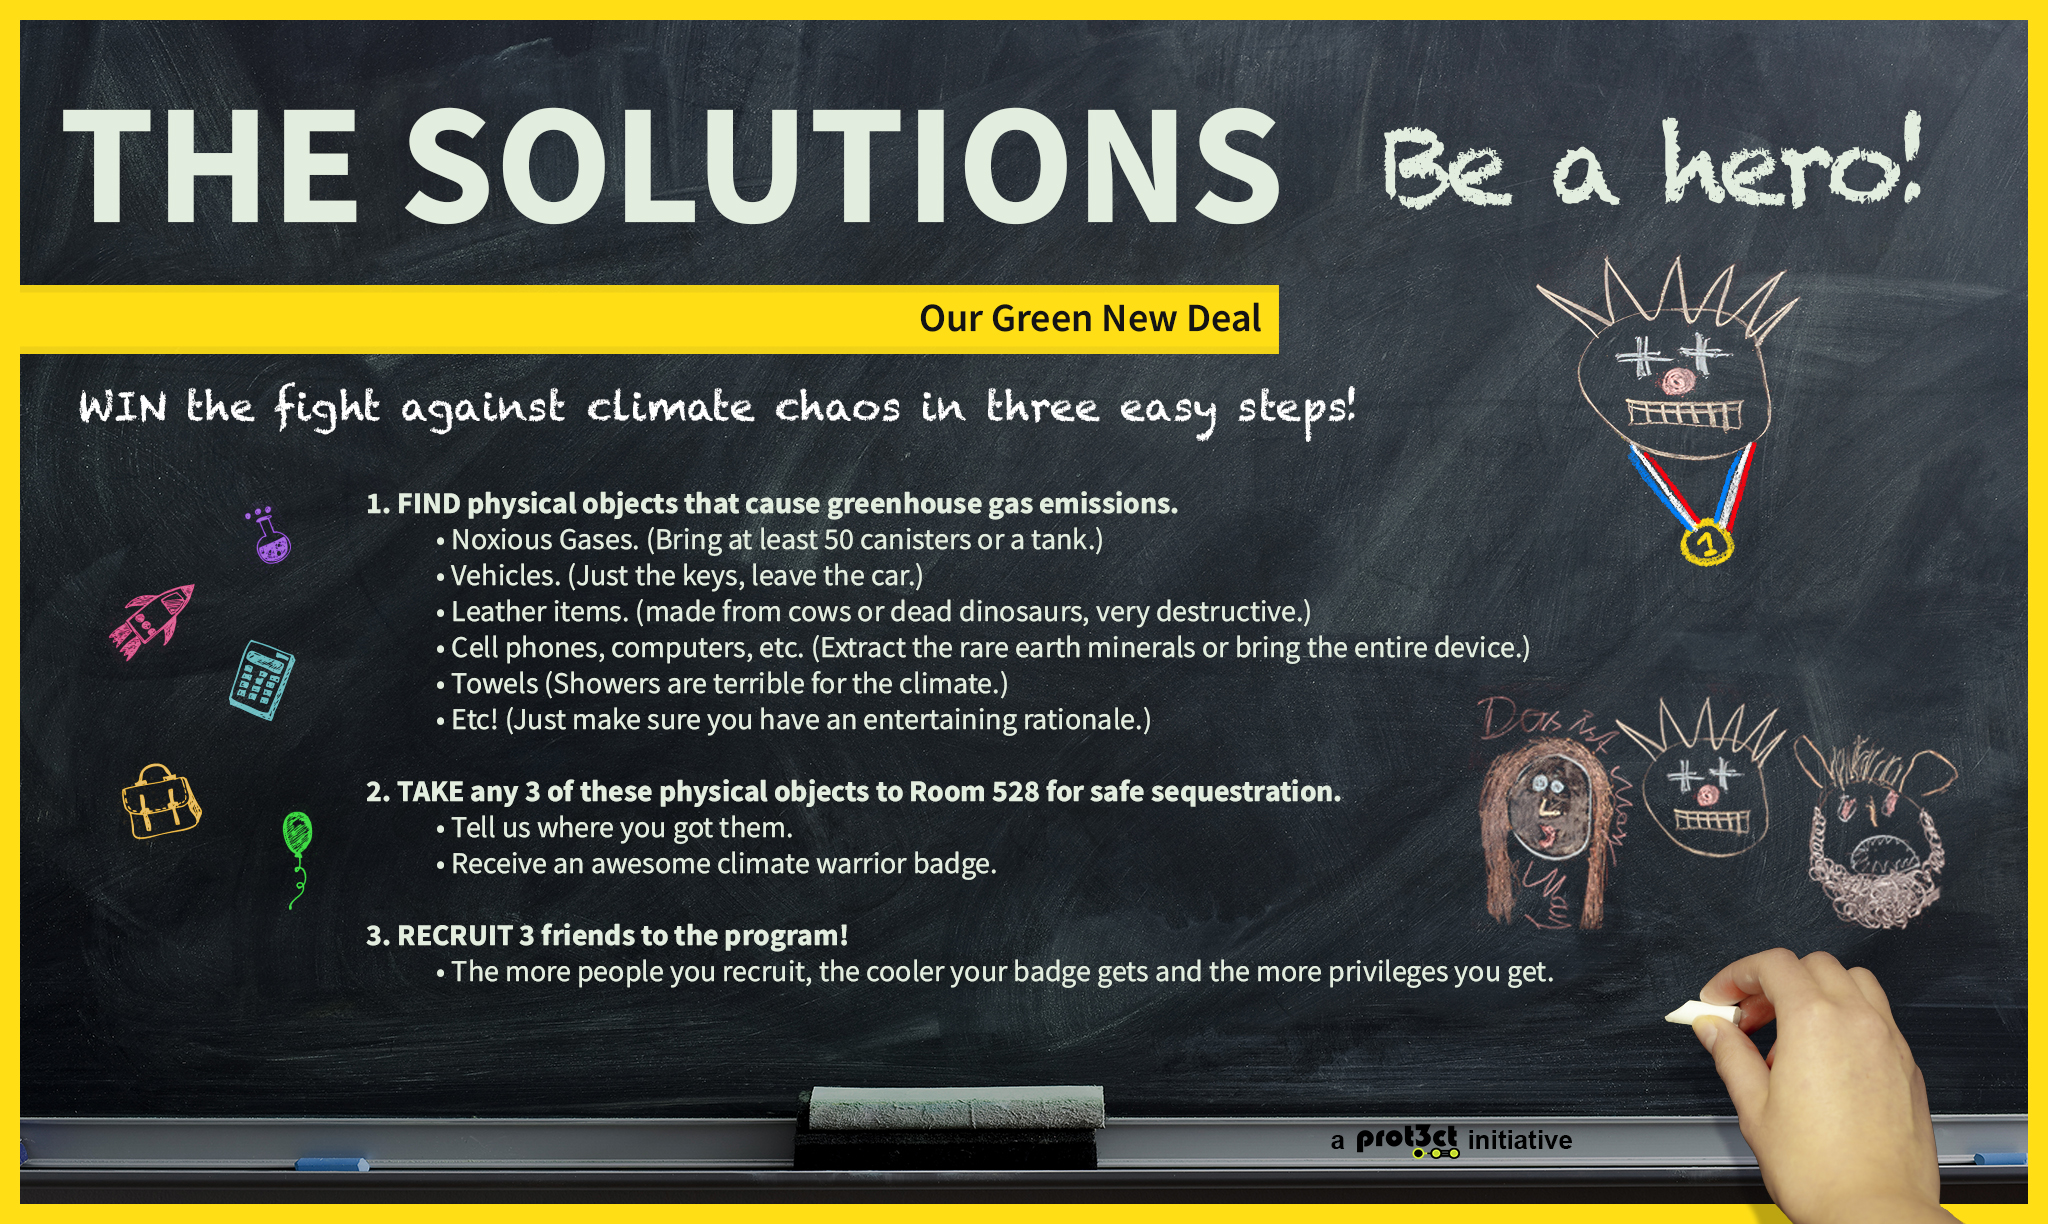 THE SOLUTIONS
Be a hero!
Our Green New Deal
WIN the fight against climate chaos in three easy steps!
1
1. FIND physical objects that cause greenhouse gas emissions.
• Noxious Gases. (Bring at least 50 canisters or a tank.)
• Vehicles. (Just the keys, leave the car.)
• Leather items. (made from cows or dead dinosaurs, very destructive.)
• Cell phones, computers, etc. (Extract the rare earth minerals or bring the entire device.)
• Towels (Showers are terrible for the climate.)
• Etc! (Just make sure you have an entertaining rationale.)
2. TAKE any 3 of these physical objects to Room 528 for safe sequestration.
• Tell us where you got them.
• Receive an awesome climate warrior badge.
3. RECRUIT 3 friends to the program!
• The more people you recruit, the cooler your badge gets and the more privileges you get.
a prot3ct initiative